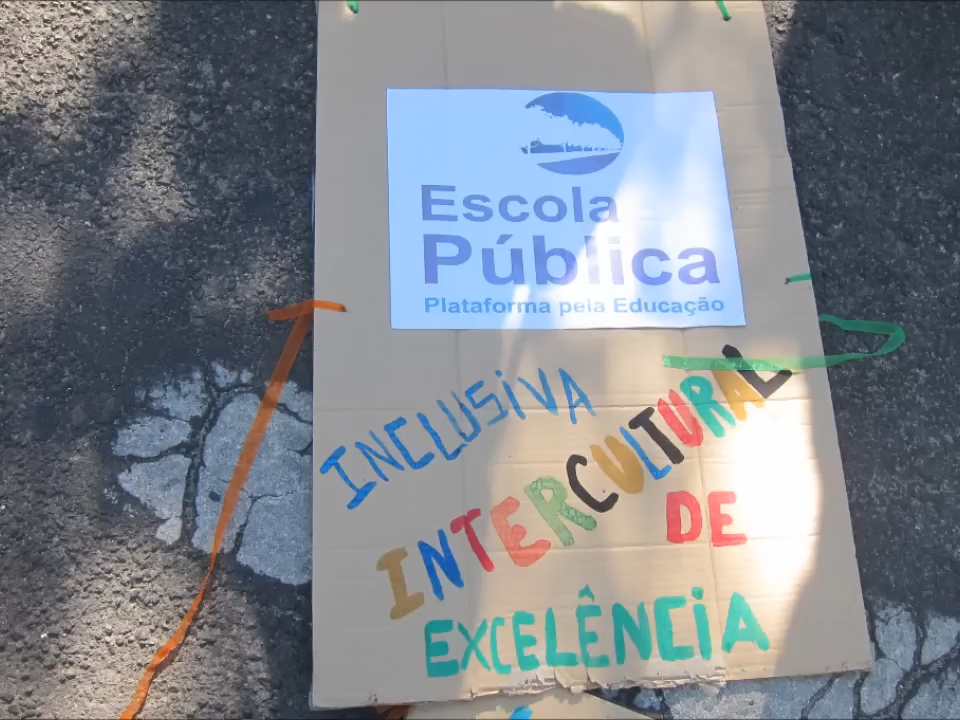 Escola
Pública
Plataforma pela Educação
INCLUSIVA
INTERCULTURAL
DE
EXCELÊNCIA